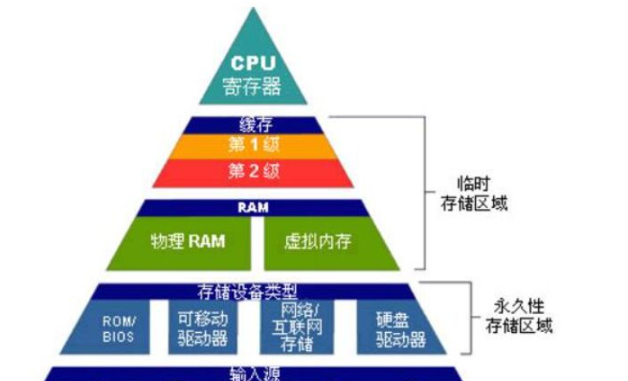 CPU
寄存器
缓存
第1级
第2级
临时
存储区域
RAM
物理RAM
虚拟内存
存储设备类型
ROM/
BIOS
可移动
驱动器
网络/
互联网
存储
硬盘
驱动器
永久性
存储区域
输入源